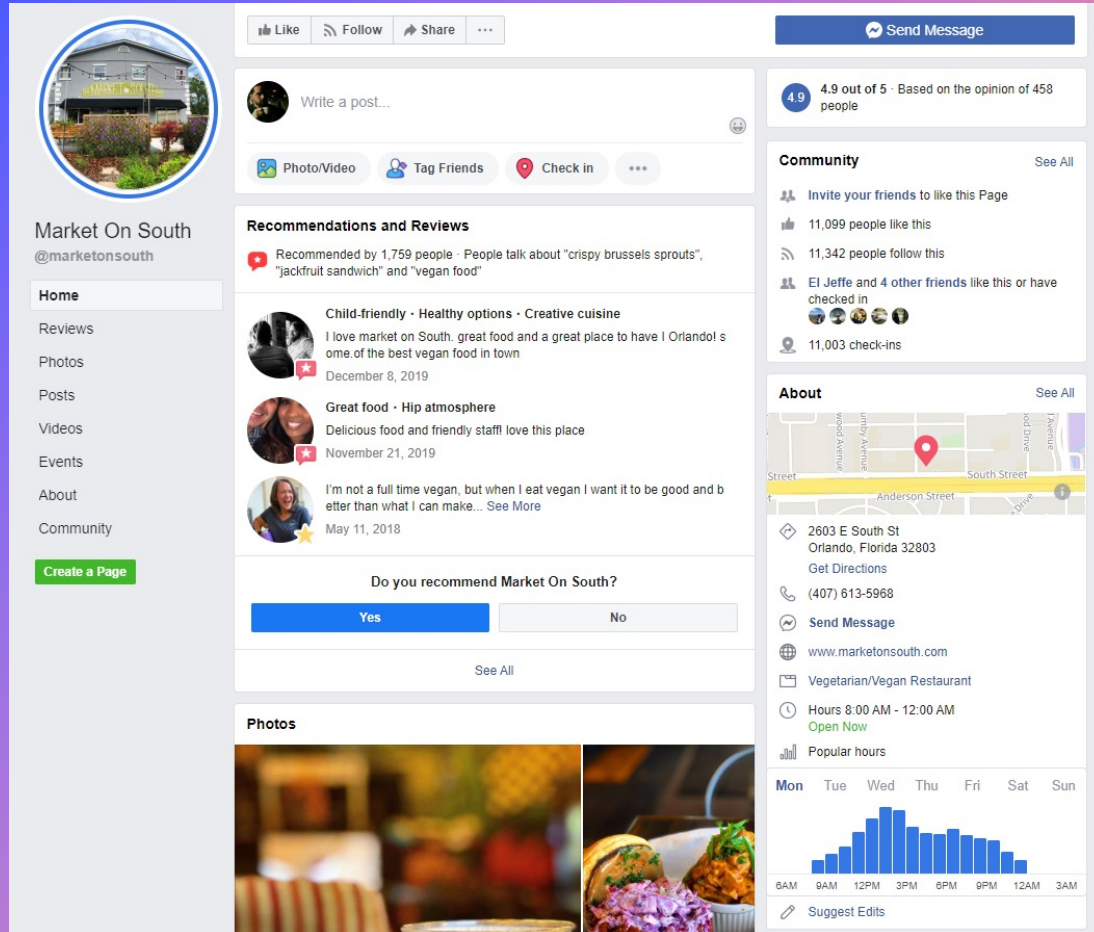 Like
Follow
Share
Send Message
Write a post...
Photo/Video
Tag Friends
Check in
Market On South
@marketonsouth
Home
Reviews
Photos
Posts
Videos
Events
About
Community
Create a Page
Recommendations and Reviews
Recommended by 1,759 people · People talk about "crispy brussels sprouts",
"jackfruit sandwich" and "vegan food"
Child-friendly · Healthy options · Creative cuisine
I love market on South. great food and a great place to have I Orlando! s
ome.of the best vegan food in town
December 8, 2019
Great food · Hip atmosphere
Delicious food and friendly staff! love this place
November 21, 2019
I'm not a full time vegan, but when I eat vegan I want it to be good and b
etter than what I can make... See More
May 11, 2018
Do you recommend Market On South?
Yes
No
See All
Photos
4.9
4.9 out of 5 · Based on the opinion of 458
people
Community
See All
Invite your friends to like this Page
11,099 people like this
11,342 people follow this
El Jeffe and 4 other friends like this or have
checked in
11,003 check-ins
About
See All
wood Avenue
umby Avenue
ood Drive
Avenue
Street
South Street
Anderson Street
Drive
2603 E South St
Orlando, Florida 32803
Get Directions
(407) 613-5968
Send Message
www.marketonsouth.com
Vegetarian/Vegan Restaurant
Hours 8:00 AM - 12:00 AM
Open Now
Popular hours
Mon Tue Wed Thu Fri Sat Sun
6AM 9AM 12PM 3PM 6PM 9PM 12AM 3AM
Suggest Edits